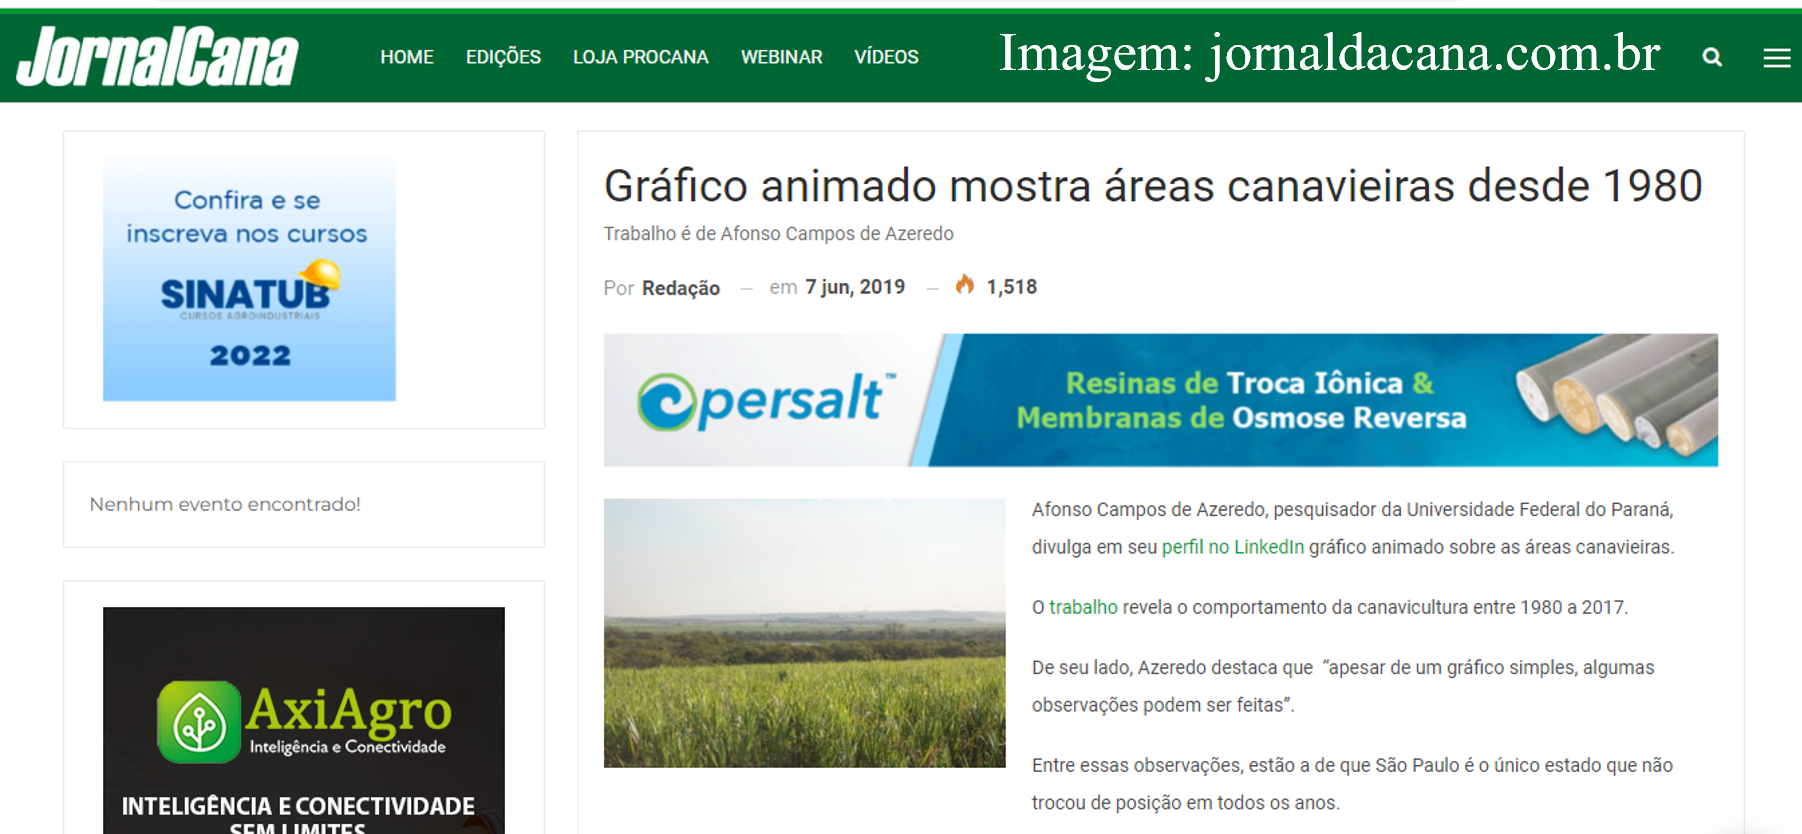 JornalCana
HOME EDIÇÕES LOJA PROCANA WEBINAR VÍDEOS
Imagem: jornaldacana.com.br
Confira e se
inscreva nos cursos
SINATUB
CURSOS AGROINDUSTRIAIS
2022
Nenhum evento encontrado!
AxiAgro
Inteligência e Conectividade
INTELIGÊNCIA E CONECTIVIDADE
SEM LIMITES
Gráfico animado mostra áreas canavieiras desde 1980
Trabalho é de Afonso Campos de Azeredo
Por Redação — em 7 jun, 2019 — 1,518
persalt™
Resinas de Troca Iônica &
Membranas de Osmose Reversa
Afonso Campos de Azeredo, pesquisador da Universidade Federal do Paraná,
divulga em seu perfil no LinkedIn gráfico animado sobre as áreas canavieiras.
O trabalho revela o comportamento da canavicultura entre 1980 a 2017.
De seu lado, Azeredo destaca que “apesar de um gráfico simples, algumas
observações podem ser feitas”.
Entre essas observações, estão a de que São Paulo é o único estado que não
trocou de posição em todos os anos.